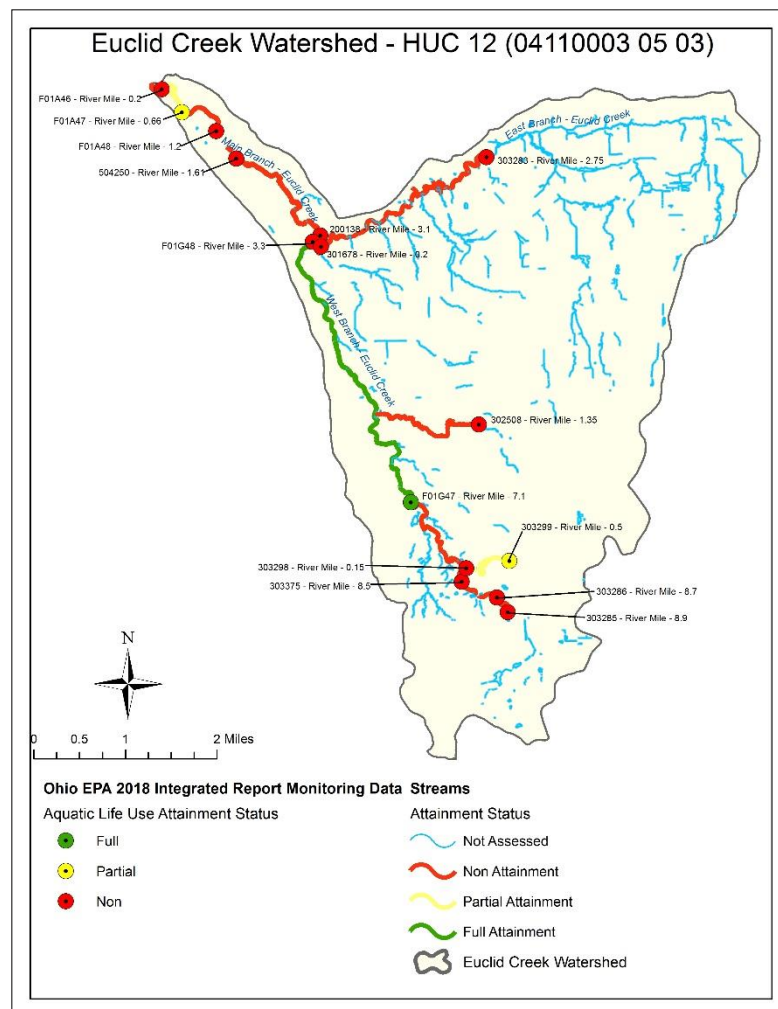 Euclid Creek Watershed - HUC 12 (04110003 05 03)
F01A46 - River Mile - 0.2
F01A47 - River Mile - 0.66
F01A48 - River Mile - 1.2
504250 - River Mile - 1.61
Main Branch - Euclid Creek
East Branch - Euclid Creek
303283 - River Mile - 2.75
200138 - River Mile - 3.1
F01G48 - River Mile - 3.3
301678 - River Mile - 0.2
West Branch - Euclid Creek
302508 - River Mile - 1.35
F01G47 - River Mile - 7.1
303299 - River Mile - 0.5
303298 - River Mile - 0.15
303375 - River Mile - 8.5
303286 - River Mile - 8.7
303285 - River Mile - 8.9
N
0 0.5 1 2 Miles
Ohio EPA 2018 Integrated Report Monitoring Data Streams
Aquatic Life Use Attainment Status
Full
Partial
Non
Attainment Status
Not Assessed
Non Attainment
Partial Attainment
Full Attainment
Euclid Creek Watershed